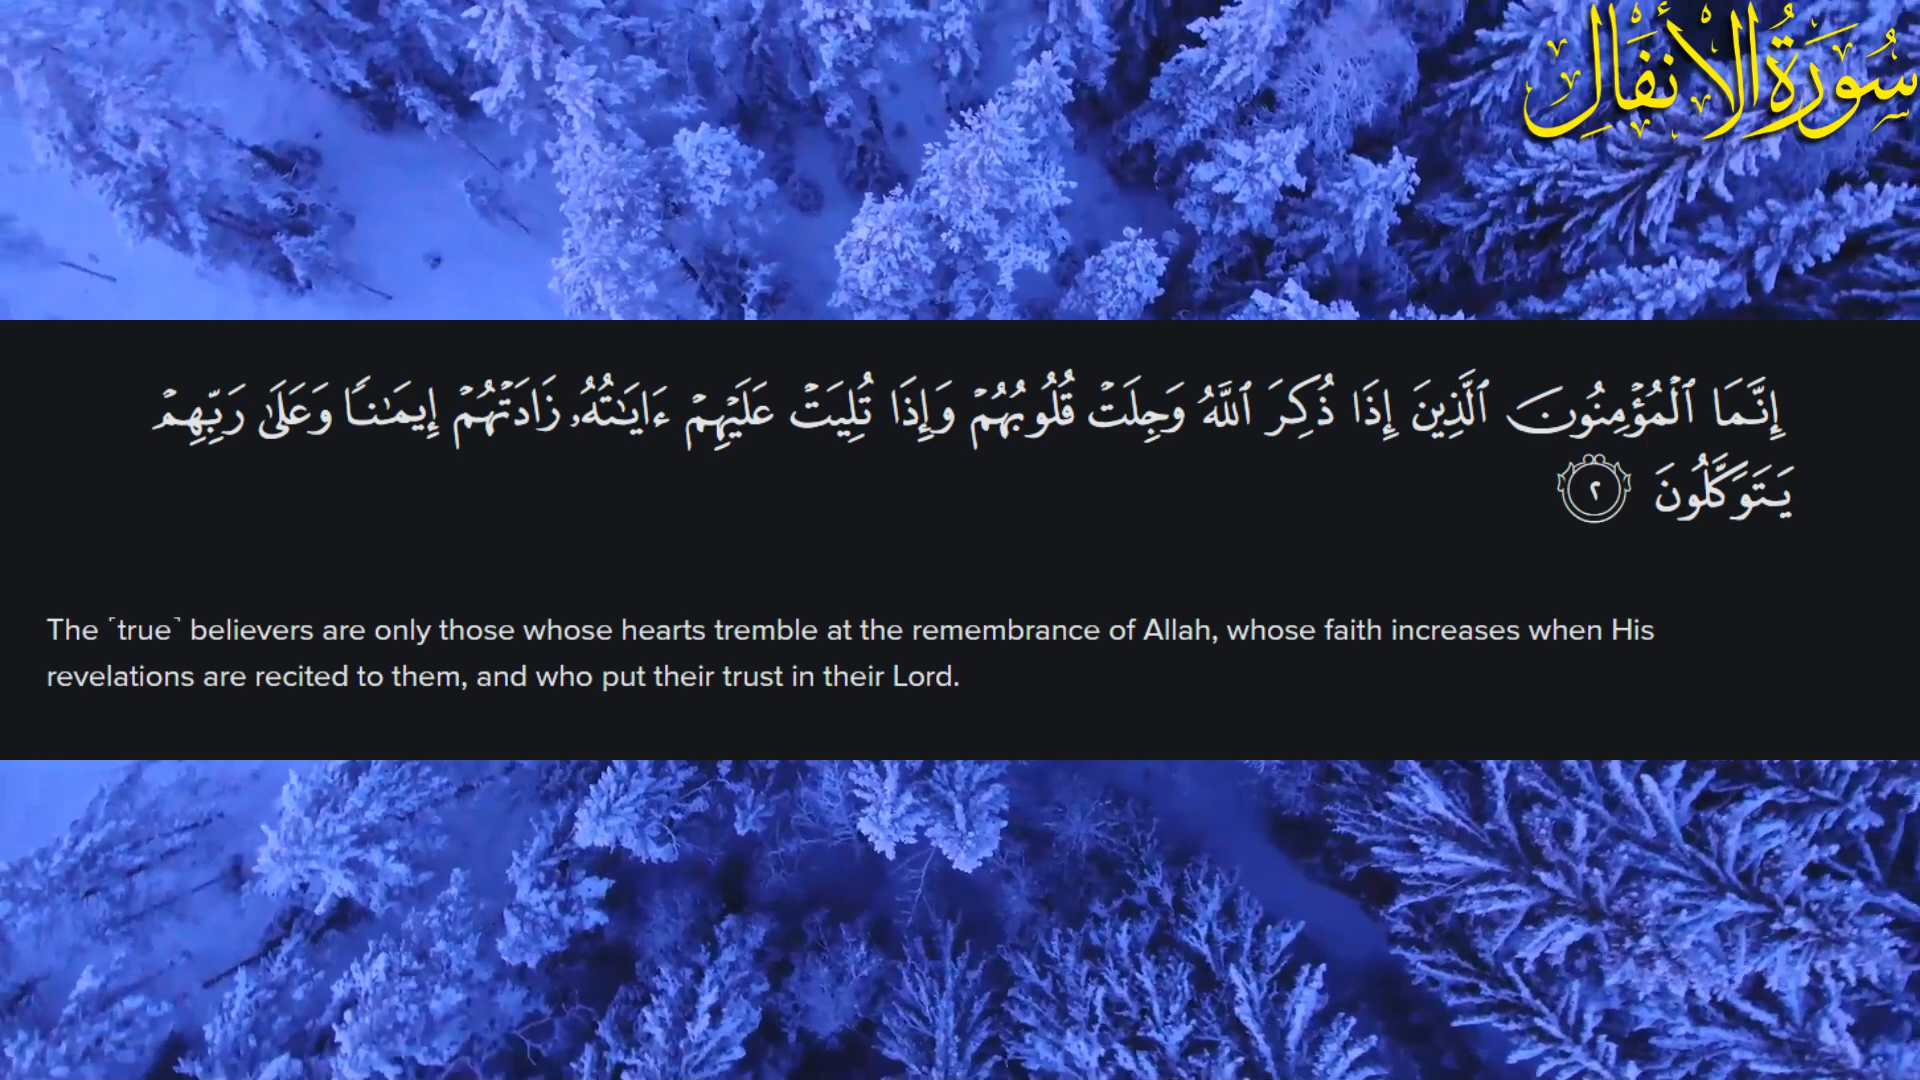 سُورَةُ الْأَنْفَالِ
إِنَّمَا ٱلْمُؤْمِنُونَ ٱلَّذِينَ إِذَا ذُكِرَ ٱللَّهُ وَجِلَتْ قُلُوبُهُمْ وَإِذَا تُلِيَتْ عَلَيْهِمْ ءَايَـٰتُهُۥ زَادَتْهُمْ إِيمَـٰنًا وَعَلَىٰ رَبِّهِمْ
يَتَوَكَّلُونَ ٢
The ˹true˺ believers are only those whose hearts tremble at the remembrance of Allah, whose faith increases when His
revelations are recited to them, and who put their trust in their Lord.